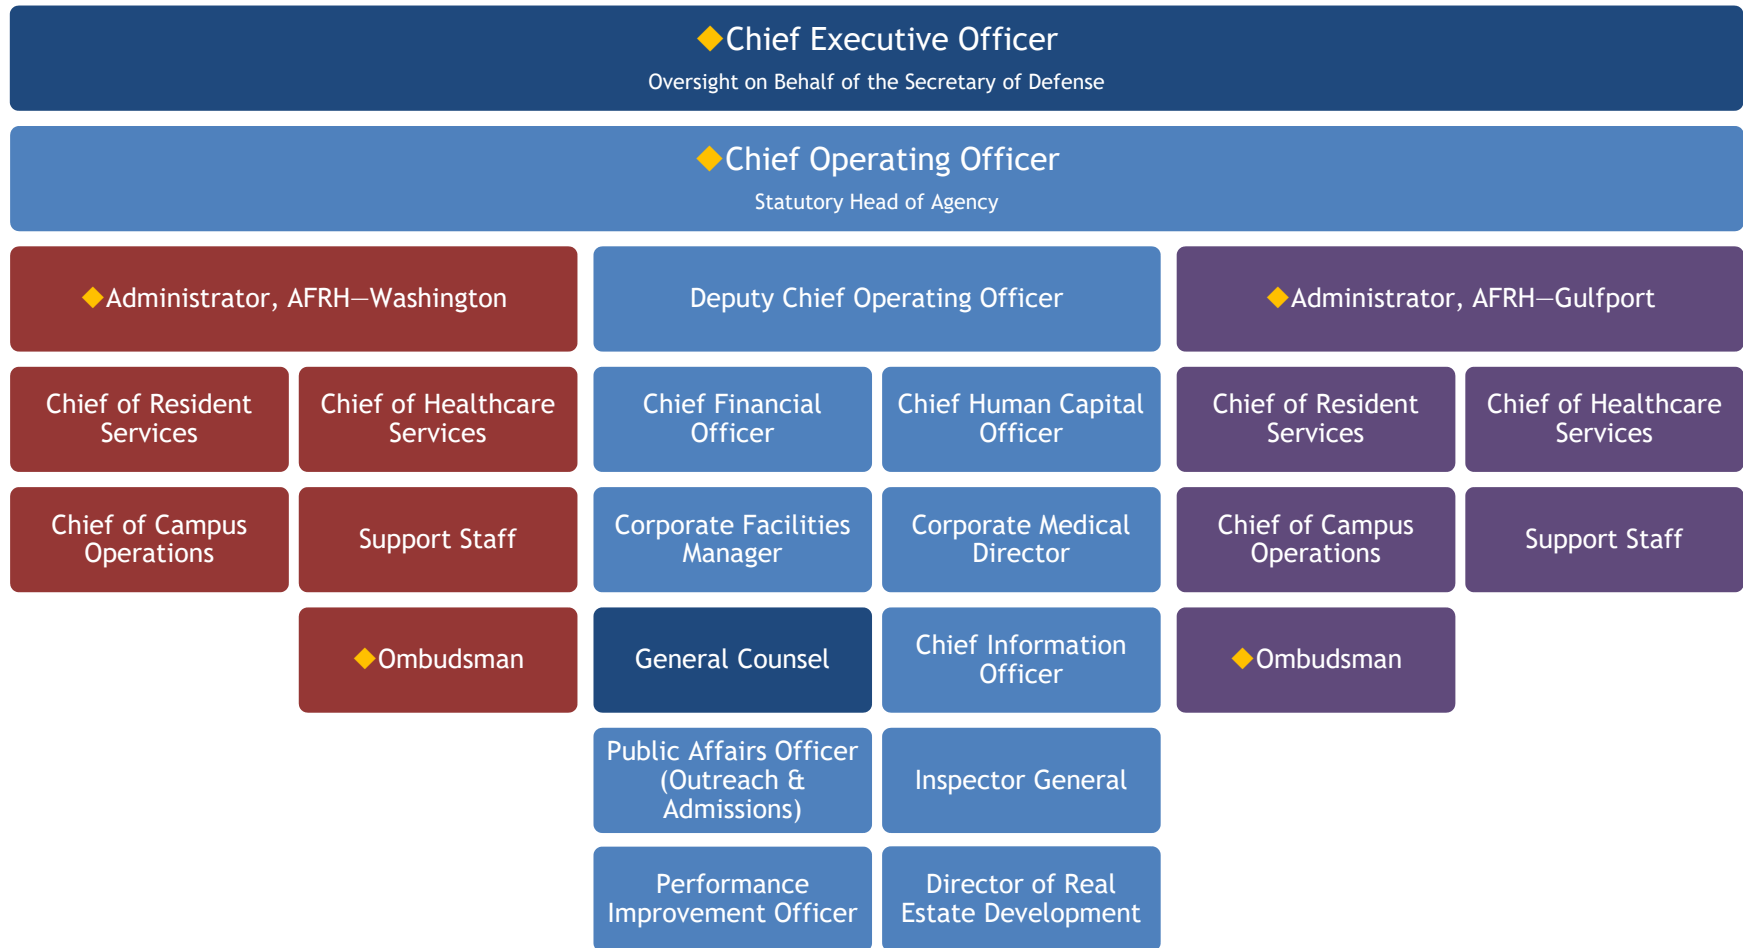 ◆Chief Executive Officer
Oversight on Behalf of the Secretary of Defense
◆Chief Operating Officer
Statutory Head of Agency
◆Administrator, AFRH—Washington
Deputy Chief Operating Officer
◆Administrator, AFRH—Gulfport
Chief of Resident
Services
Chief of Healthcare
Services
Chief Financial
Officer
Chief Human Capital
Officer
Chief of Resident
Services
Chief of Healthcare
Services
Chief of Campus
Operations
Support Staff
Corporate Facilities
Manager
Corporate Medical
Director
Chief of Campus
Operations
Support Staff
◆Ombudsman
General Counsel
Chief Information
Officer
◆Ombudsman
Public Affairs Officer
(Outreach &
Admissions)
Inspector General
Performance
Improvement Officer
Director of Real
Estate Development